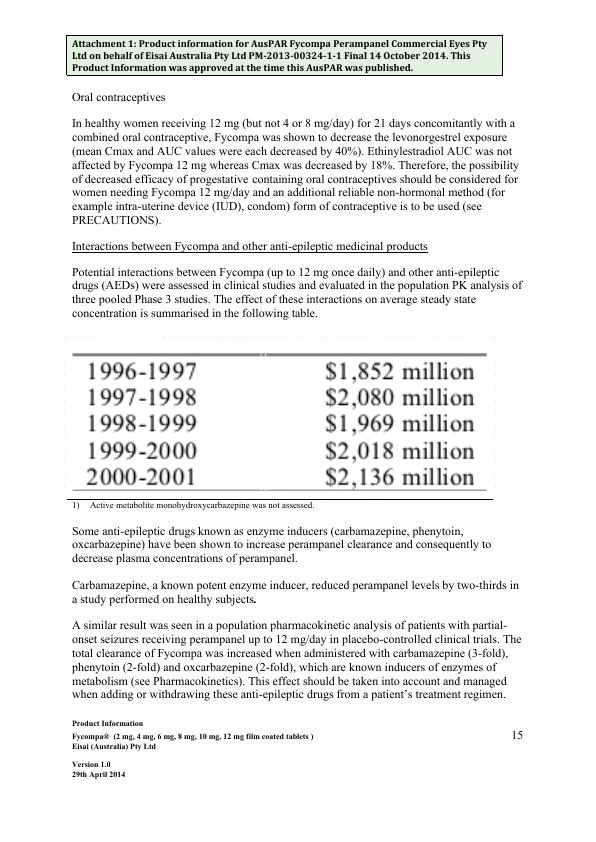 Attachment 1: Product information for AusPAR Fycompa Perampanel Commercial Eyes Pty
Ltd on behalf of Eisai Australia Pty Ltd PM-2013-00324-1-1 Final 14 October 2014. This
Product Information was approved at the time this AusPAR was published.
Oral contraceptives
In healthy women receiving 12 mg (but not 4 or 8 mg/day) for 21 days concomitantly with a
combined oral contraceptive, Fycompa was shown to decrease the levonorgestrel exposure
(mean Cmax and AUC values were each decreased by 40%). Ethinylestradiol AUC was not
affected by Fycompa 12 mg whereas Cmax was decreased by 18%. Therefore, the possibility
of decreased efficacy of progestative containing oral contraceptives should be considered for
women needing Fycompa 12 mg/day and an additional reliable non-hormonal method (for
example intra-uterine device (IUD), condom) form of contraceptive is to be used (see
PRECAUTIONS).
Interactions between Fycompa and other anti-epileptic medicinal products
Potential interactions between Fycompa (up to 12 mg once daily) and other anti-epileptic
drugs (AEDs) were assessed in clinical studies and evaluated in the population PK analysis of
three pooled Phase 3 studies. The effect of these interactions on average steady state
concentration is summarised in the following table.
1996-1997 $1,852 million
1997-1998 $2,080 million
1998-1999 $1,969 million
1999-2000 $2,018 million
2000-2001 $2,136 million
1) Active metabolite monohydroxycarbazepine was not assessed.
Some anti-epileptic drugs known as enzyme inducers (carbamazepine, phenytoin,
oxcarbazepine) have been shown to increase perampanel clearance and consequently to
decrease plasma concentrations of perampanel.
Carbamazepine, a known potent enzyme inducer, reduced perampanel levels by two-thirds in
a study performed on healthy subjects.
A similar result was seen in a population pharmacokinetic analysis of patients with partial-
onset seizures receiving perampanel up to 12 mg/day in placebo-controlled clinical trials. The
total clearance of Fycompa was increased when administered with carbamazepine (3-fold),
phenytoin (2-fold) and oxcarbazepine (2-fold), which are known inducers of enzymes of
metabolism (see Pharmacokinetics). This effect should be taken into account and managed
when adding or withdrawing these anti-epileptic drugs from a patient's treatment regimen.
Product Information
Fycompa® (2 mg, 4 mg, 6 mg, 8 mg, 10 mg, 12 mg film coated tablets ) 15
Eisai (Australia) Pty Ltd
Version 1.0
29th April 2014